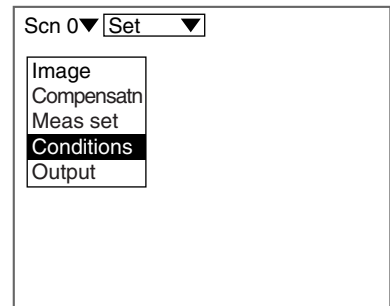 Scn 0▼ Set ▼
Image
Compensatn
Meas set
Conditions
Output